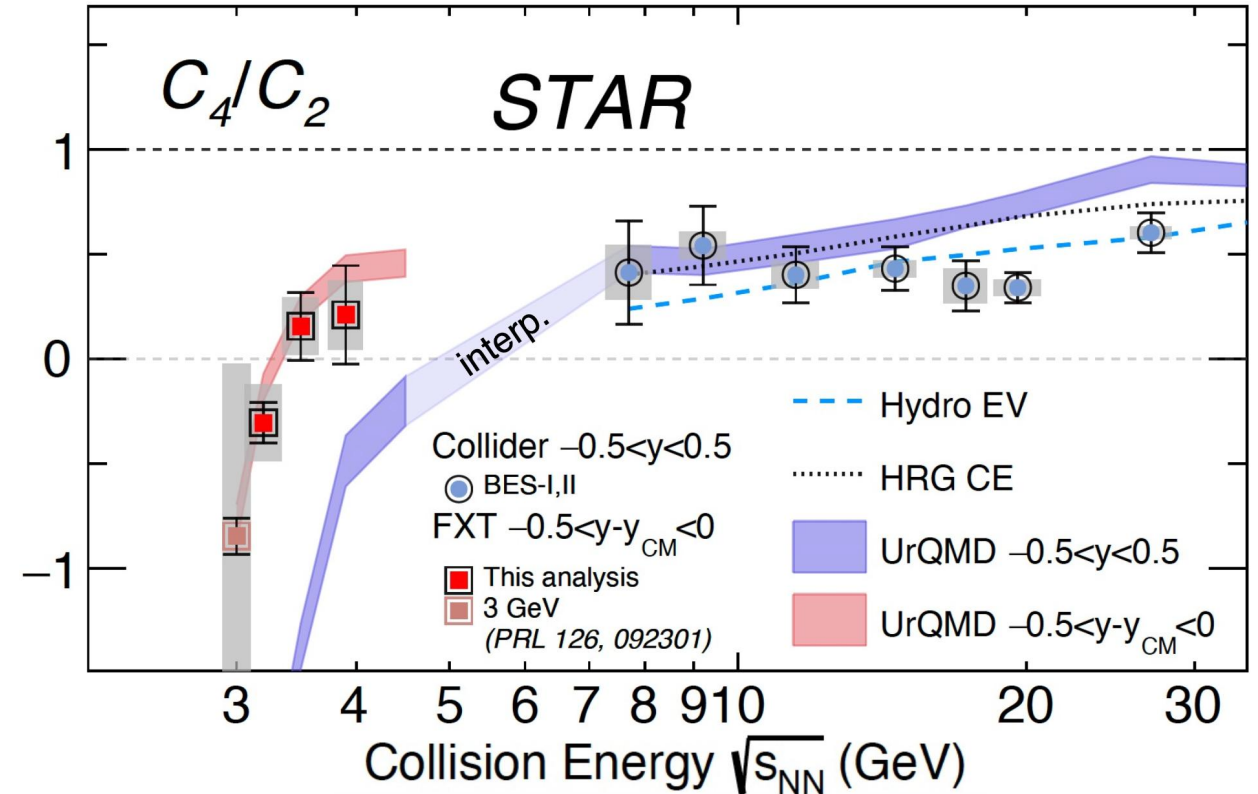 C4/C2 STAR
1
0
−1
interp.
Collider −0.5<y<0.5
BES-I,II
FXT −0.5<y-yCM<0
This analysis
3 GeV
(PRL 126, 092301)
Hydro EV
HRG CE
UrQMD −0.5<y<0.5
UrQMD −0.5<y-yCM<0
3 4 5 6 7 8 9 10 20 30
Collision Energy √sNN (GeV)